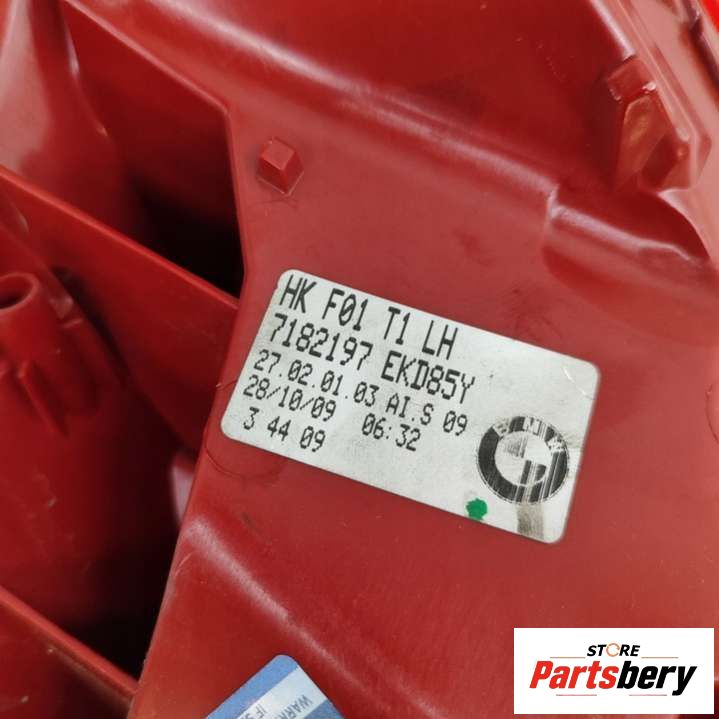 HK F01 T1 LH
7182197 EKD85Y
27.02.01.03 AI.S 09
28/10/09 06:32
3 44 09
BMW
STORE
Partsbery